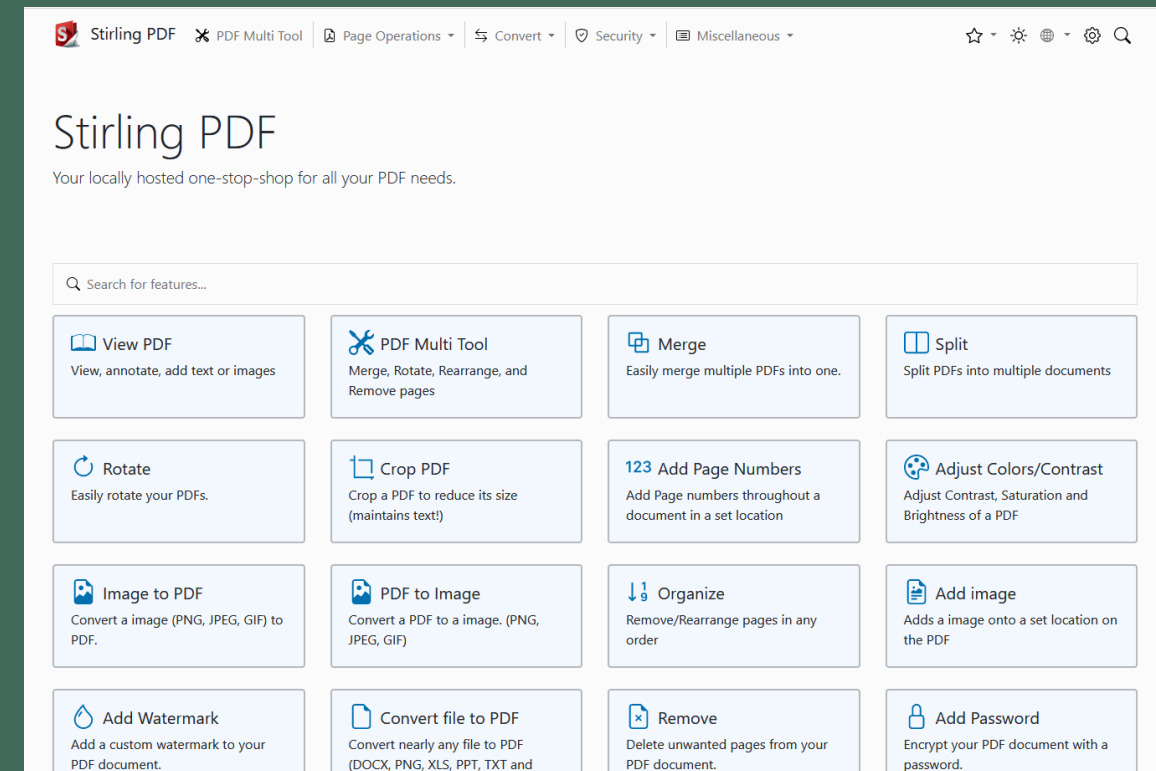 Stirling PDF PDF Multi Tool Page Operations Convert Security Miscellaneous
Stirling PDF
Your locally hosted one-stop-shop for all your PDF needs.
Search for features...
View PDF
View, annotate, add text or images
PDF Multi Tool
Merge, Rotate, Rearrange, and
Remove pages
Merge
Easily merge multiple PDFs into one.
Split
Split PDFs into multiple documents
Rotate
Easily rotate your PDFs.
Crop PDF
Crop a PDF to reduce its size
(maintains text!)
123 Add Page Numbers
Add Page numbers throughout a
document in a set location
Adjust Colors/Contrast
Adjust Contrast, Saturation and
Brightness of a PDF
Image to PDF
Convert a image (PNG, JPEG, GIF) to
PDF.
PDF to Image
Convert a PDF to a image. (PNG,
JPEG, GIF)
Organize
Remove/Rearrange pages in any
order
Add image
Adds a image onto a set location on
the PDF
Add Watermark
Add a custom watermark to your
PDF document.
Convert file to PDF
Convert nearly any file to PDF
(DOCX, PNG, XLS, PPT, TXT and
Remove
Delete unwanted pages from your
PDF document.
Add Password
Encrypt your PDF document with a
password.